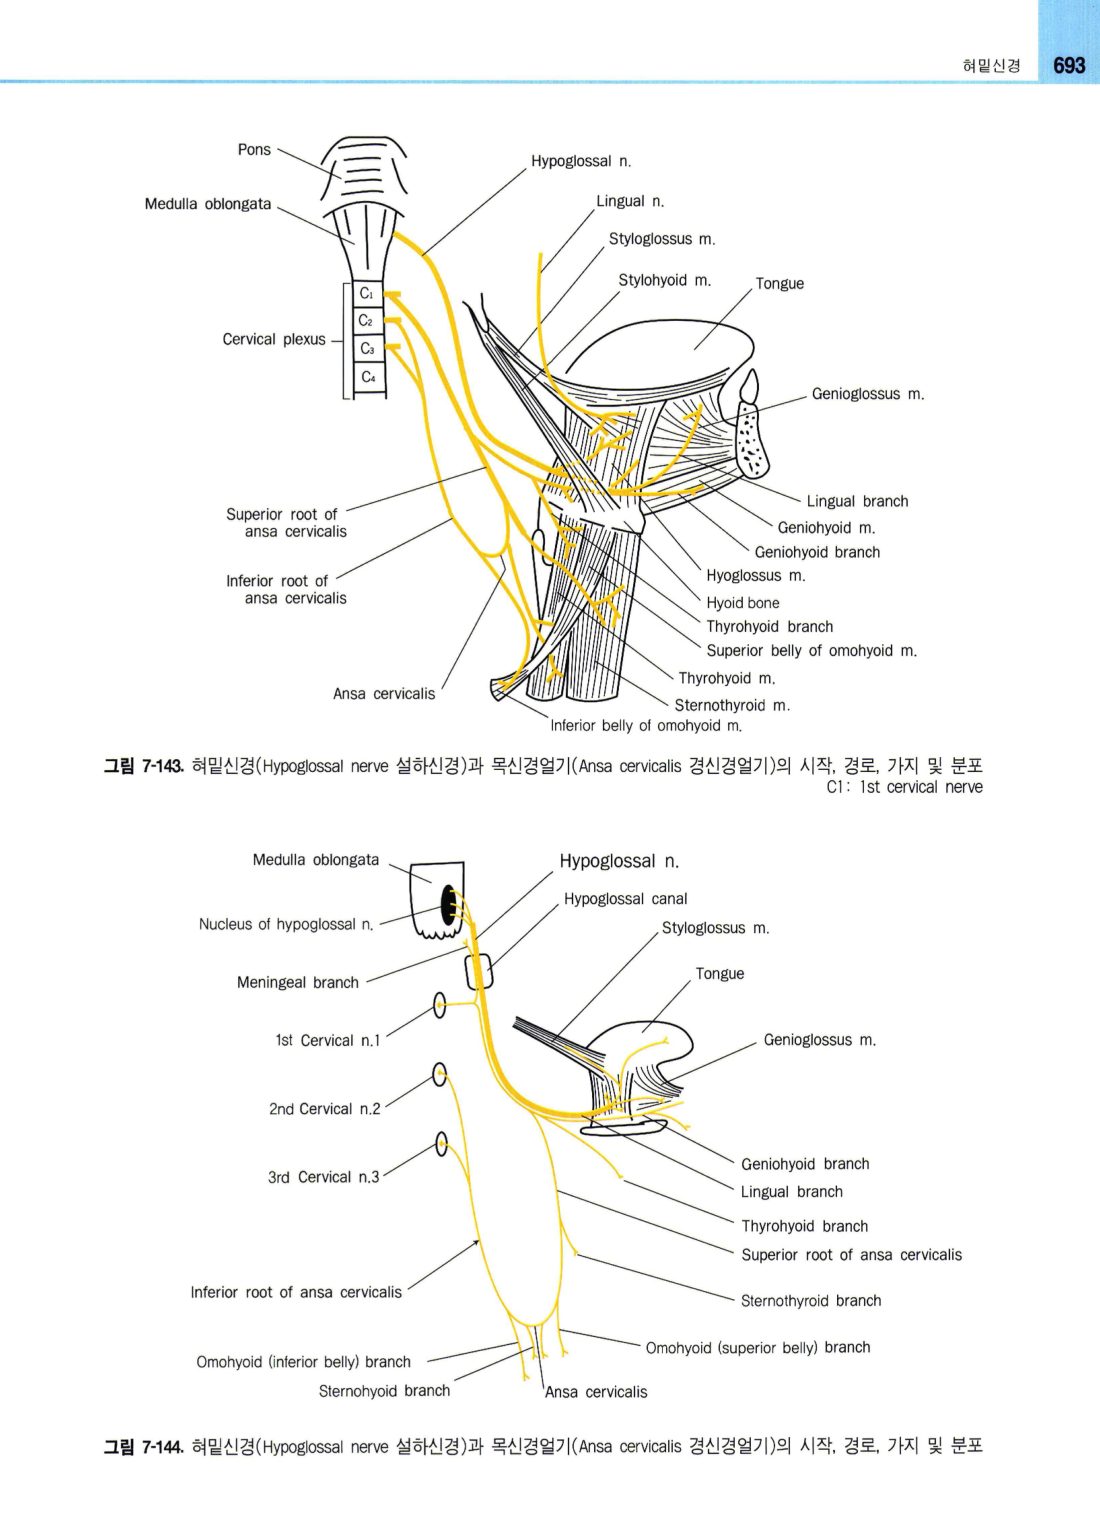 혀밑신경 693
Pons
Hypoglossal n.
Medulla oblongata
Lingual n.
Styloglossus m.
Stylohyoid m.
Tongue
C1
C2
Cervical plexus
C3
C4
Genioglossus m.
Lingual branch
Superior root of
ansa cervicalis
Geniohyoid m.
Geniohyoid branch
Inferior root of
ansa cervicalis
Hyoglossus m.
Hyoid bone
Thyrohyoid branch
Superior belly of omohyoid m.
Thyrohyoid m.
Ansa cervicalis
Sternothyroid m.
Inferior belly of omohyoid m.
그림 7-143. 혀밑신경(Hypoglossal nerve 설하신경)과 목신경얼기(Ansa cervicalis 경신경얼기)의 시작, 경로, 가지 및 분포
C1: 1st cervical nerve
Medulla oblongata
Hypoglossal n.
Hypoglossal canal
Nucleus of hypoglossal n.
Styloglossus m.
Meningeal branch
Tongue
1st Cervical n.1
Genioglossus m.
2nd Cervical n.2
3rd Cervical n.3
Geniohyoid branch
Lingual branch
Thyrohyoid branch
Superior root of ansa cervicalis
Inferior root of ansa cervicalis
Sternothyroid branch
Omohyoid (superior belly) branch
Omohyoid (inferior belly) branch
Sternohyoid branch
Ansa cervicalis
그림 7-144. 혀밑신경(Hypoglossal nerve 설하신경)과 목신경얼기(Ansa cervicalis 경신경얼기)의 시작, 경로, 가지 및 분포